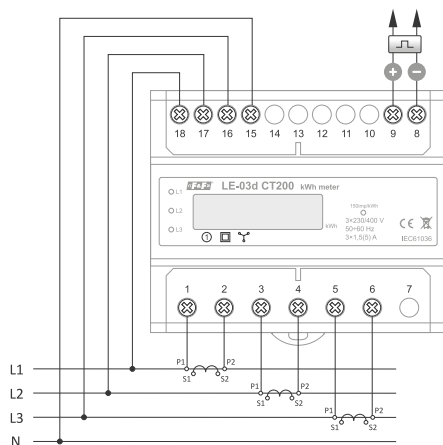 + −
18 17 16 15 14 13 12 11 10 9 8
L1 F&F LE-03d CT200 kWh meter
L2
L3
kWh
1
150imp/kWh
3×230/400 V
50÷60 Hz
3×1.5(5) A
CE
IEC61036
1 2 3 4 5 6 7
L1 P1 P2
S1 S2
L2 P1 P2
S1 S2
L3 P1 P2
S1 S2
N